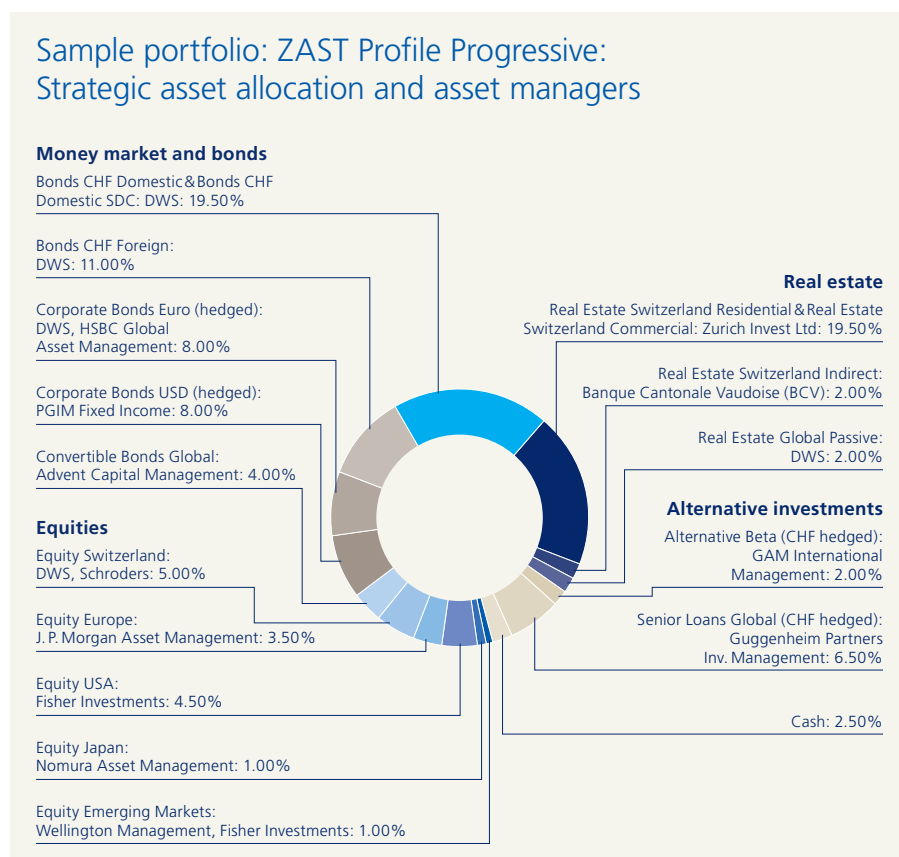 Sample portfolio: ZAST Profile Progressive:
Strategic asset allocation and asset managers
Money market and bonds
Bonds CHF Domestic & Bonds CHF
Domestic SDC: DWS: 19.50%
Bonds CHF Foreign:
DWS: 11.00%
Corporate Bonds Euro (hedged):
DWS, HSBC Global
Asset Management: 8.00%
Corporate Bonds USD (hedged):
PGIM Fixed Income: 8.00%
Convertible Bonds Global:
Advent Capital Management: 4.00%
Equities
Equity Switzerland:
DWS, Schroders: 5.00%
Equity Europe:
J. P. Morgan Asset Management: 3.50%
Equity USA:
Fisher Investments: 4.50%
Equity Japan:
Nomura Asset Management: 1.00%
Equity Emerging Markets:
Wellington Management, Fisher Investments: 1.00%
Real estate
Real Estate Switzerland Residential & Real Estate
Switzerland Commercial: Zurich Invest Ltd: 19.50%
Real Estate Switzerland Indirect:
Banque Cantonale Vaudoise (BCV): 2.00%
Real Estate Global Passive:
DWS: 2.00%
Alternative investments
Alternative Beta (CHF hedged):
GAM International
Management: 2.00%
Senior Loans Global (CHF hedged):
Guggenheim Partners
Inv. Management: 6.50%
Cash: 2.50%